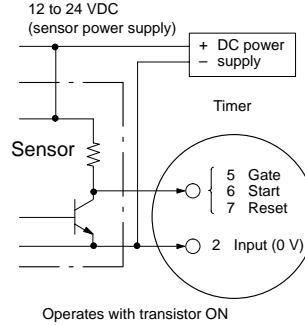 12 to 24 VDC
(sensor power supply)
+ DC power
– supply
Timer
Sensor
5 Gate
6 Start
7 Reset
2 Input (0 V)
Operates with transistor ON